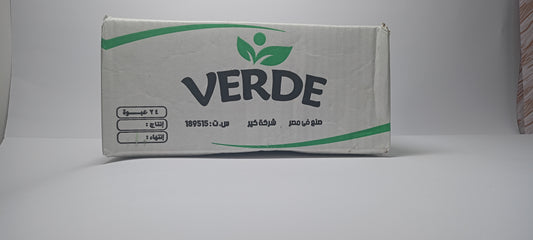 VERDE
صنع في مصر    شركة كير    س.ت: 189515
٢٤ عبوة
إنتاج :
إنتهاء :